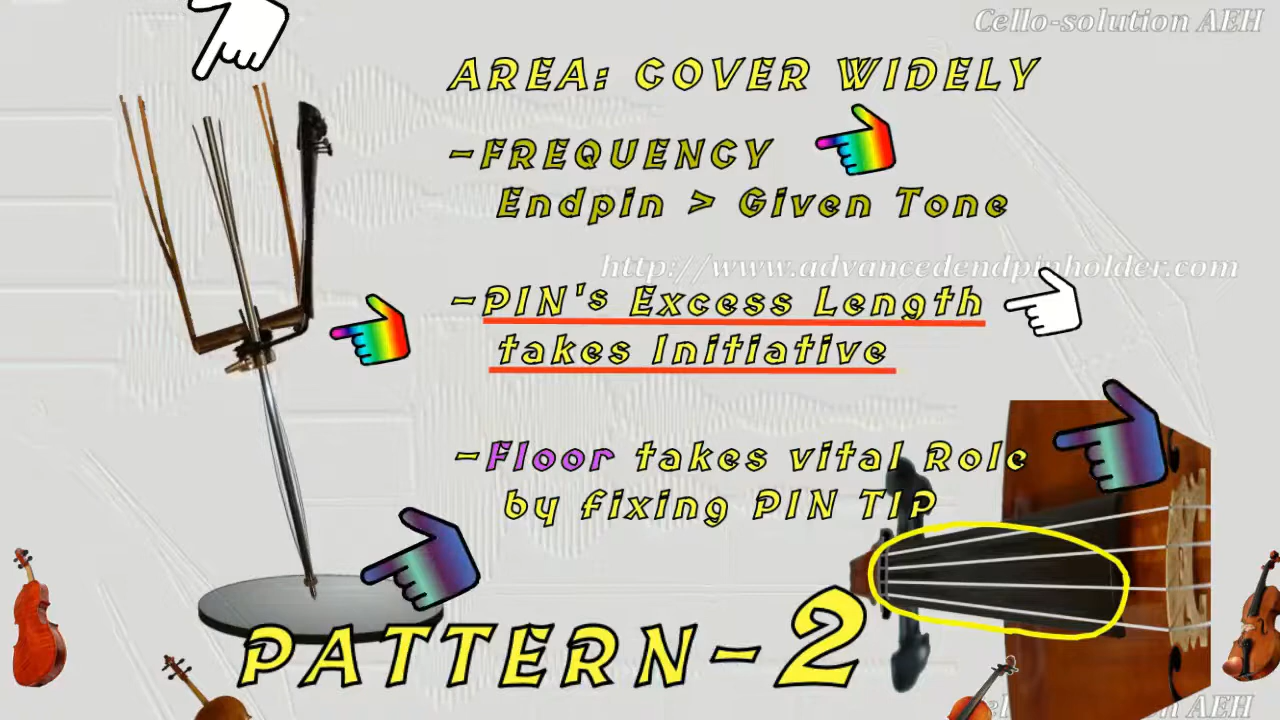 Cello-solution AEH
AREA: COVER WIDELY
-FREQUENCY
Endpin > Given Tone
http://www.advancedendpinholder.com
-PIN's Excess Length
takes Initiative
-Floor takes vital Role
by fixing PIN TIP
PATTERN-2
AEH